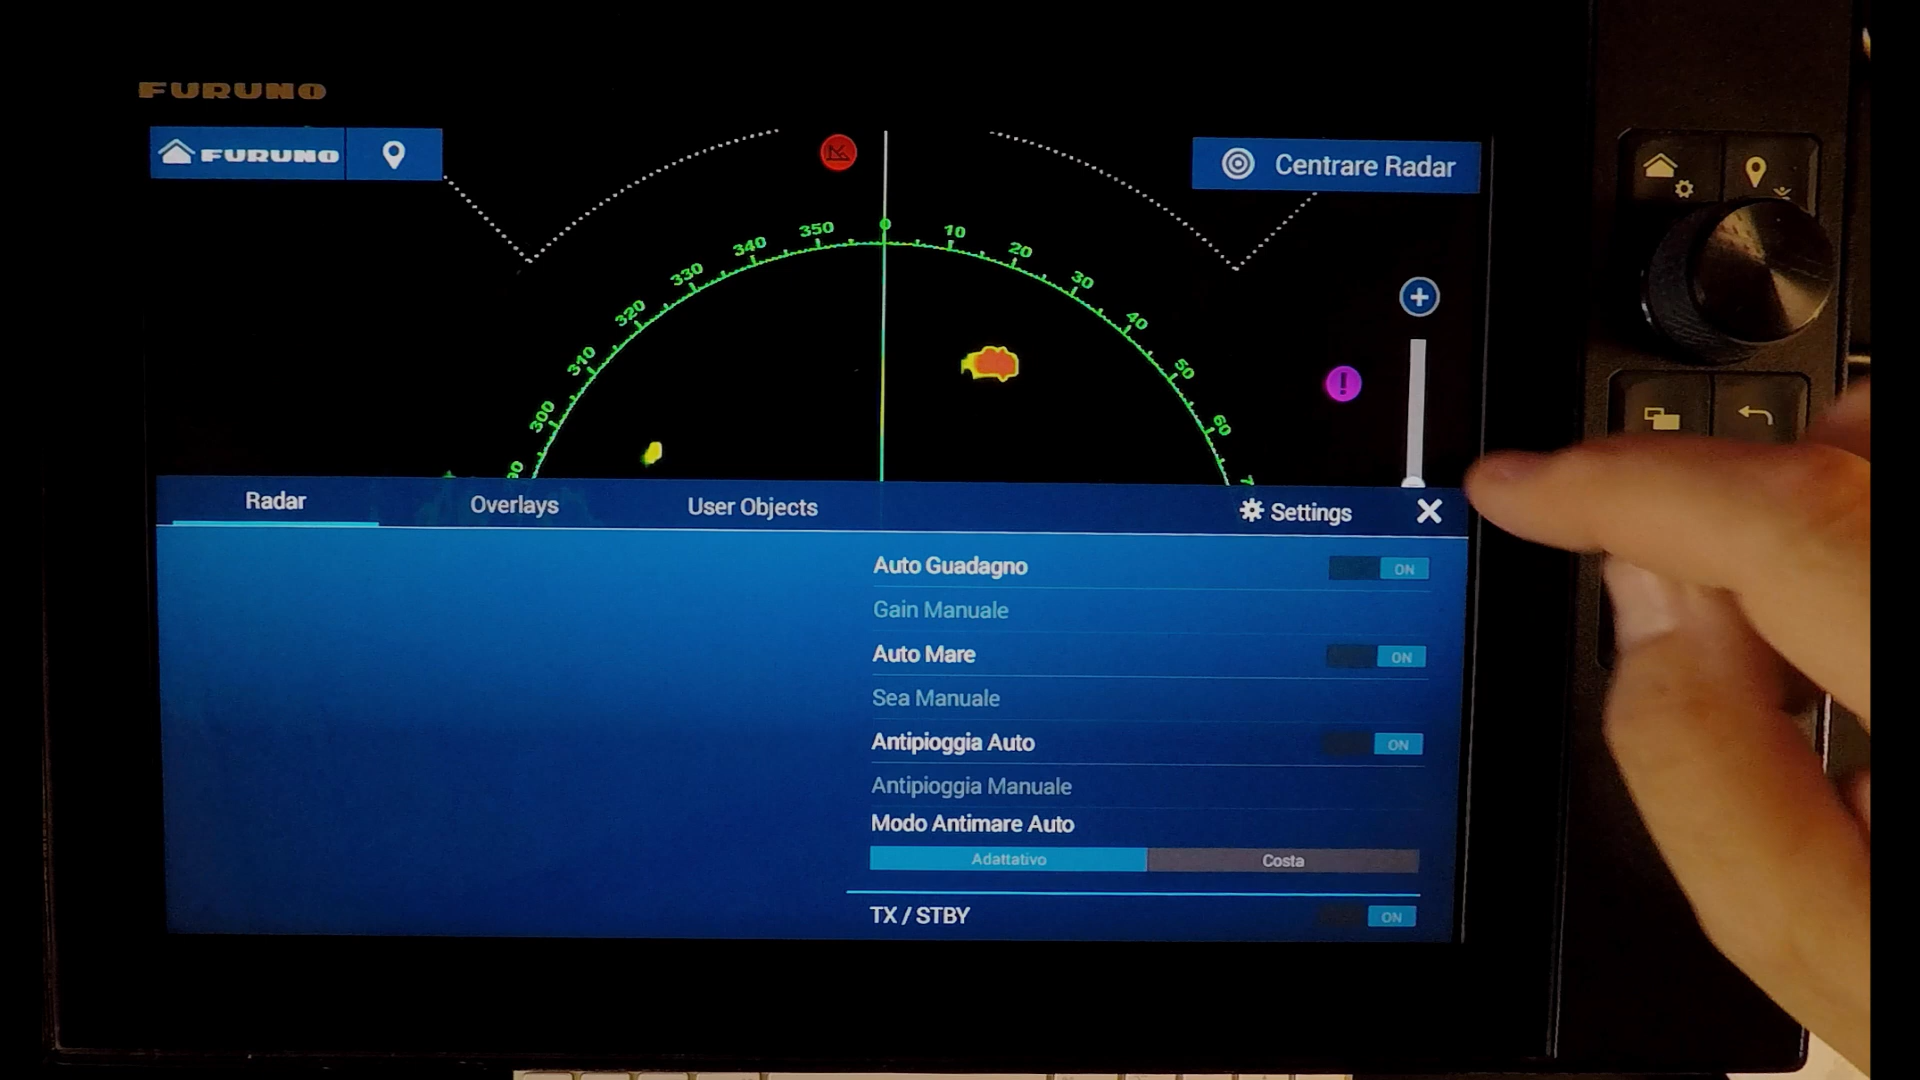 FURUNO
FURUNO
Centrare Radar
300
310
320
330
340
350
0
10
20
30
40
50
60
Radar
Overlays
User Objects
Settings
Auto Guadagno
ON
Gain Manuale
Auto Mare
ON
Sea Manuale
Antipioggia Auto
ON
Antipioggia Manuale
Modo Antimare Auto
Adattativo
Costa
TX / STBY
ON